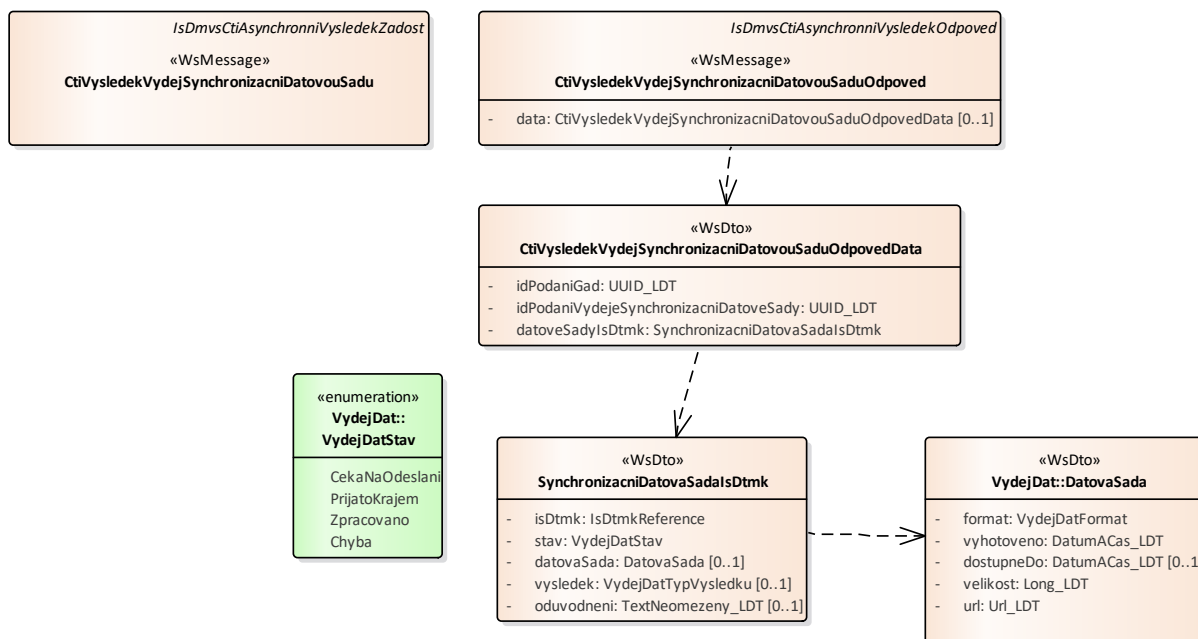 IsDmvsCtiAsynchronniVysledekZadost
«WsMessage»
CtiVysledekVydejSynchronizacniDatovouSadu
IsDmvsCtiAsynchronniVysledekOdpoved
«WsMessage»
CtiVysledekVydejSynchronizacniDatovouSaduOdpoved
- data: CtiVysledekVydejSynchronizacniDatovouSaduOdpovedData [0..1]
«WsDto»
CtiVysledekVydejSynchronizacniDatovouSaduOdpovedData
- idPodaniGad: UUID_LDT
- idPodaniVydejeSynchronizacniDatoveSady: UUID_LDT
- datoveSadyIsDtmk: SynchronizacniDatovaSadaIsDtmk
«enumeration»
VydejDat::
VydejDatStav
CekaNaOdeslani
PrijatoKrajem
Zpracovano
Chyba
«WsDto»
SynchronizacniDatovaSadaIsDtmk
- isDtmk: IsDtmkReference
- stav: VydejDatStav
- datovaSada: DatovaSada [0..1]
- vysledek: VydejDatTypVysledku [0..1]
- oduvodneni: TextNeomezeny_LDT [0..1]
«WsDto»
VydejDat::DatovaSada
- format: VydejDatFormat
- vyhotoveno: DatumACas_LDT
- dostupneDo: DatumACas_LDT [0..1
- velikost: Long_LDT
- url: Url_LDT